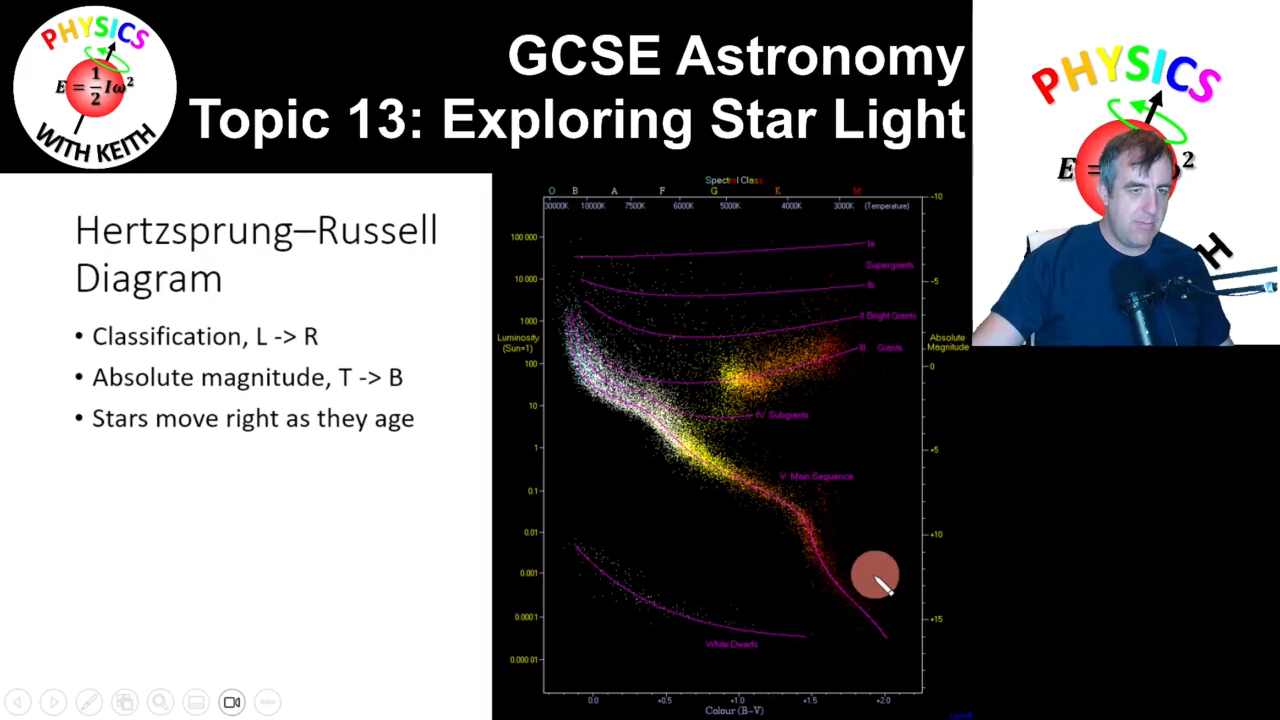 PHYSICS
E = 1/2 Iω²
WITH KEITH
GCSE Astronomy
Topic 13: Exploring Star Light
PHYSICS
E =
2
H
Hertzsprung–Russell
Diagram
• Classification, L -> R
• Absolute magnitude, T -> B
• Stars move right as they age
Spectral Class
O B A F G K M
30000K 10000K 7500K 6000K 5000K 4000K 3000K (Temperature)
-10
100 000
Ia
Supergiants
10 000
-5
Ib
1000
II Bright Giants
Luminosity
(Sun=1)
Absolute
Magnitude
III Giants
100
0
10
IV Subgiants
1
+5
V Main Sequence
0.1
0.01
+10
0.001
0.0001
+15
White Dwarfs
0.000 01
0.0 +0.5 +1.0 +1.5 +2.0
Colour (B-V)